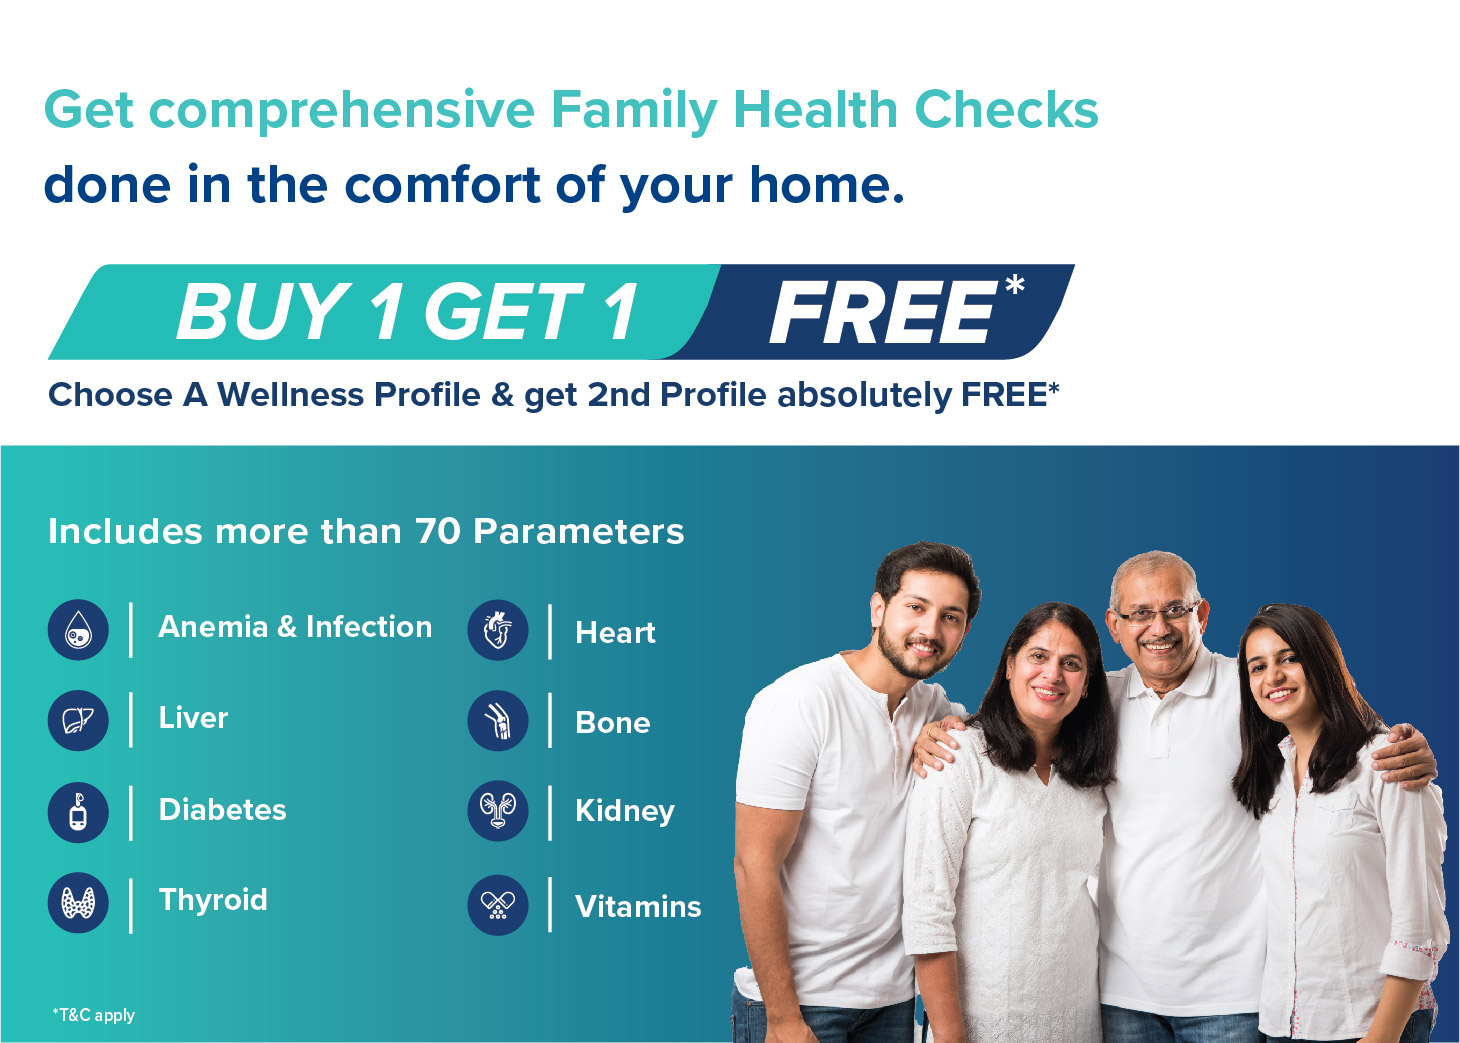 Get comprehensive Family Health Checks
done in the comfort of your home.
BUY 1 GET 1 FREE*
Choose A Wellness Profile & get 2nd Profile absolutely FREE*
Includes more than 70 Parameters
Anemia & Infection
Heart
Liver
Bone
Diabetes
Kidney
Thyroid
Vitamins
*T&C apply